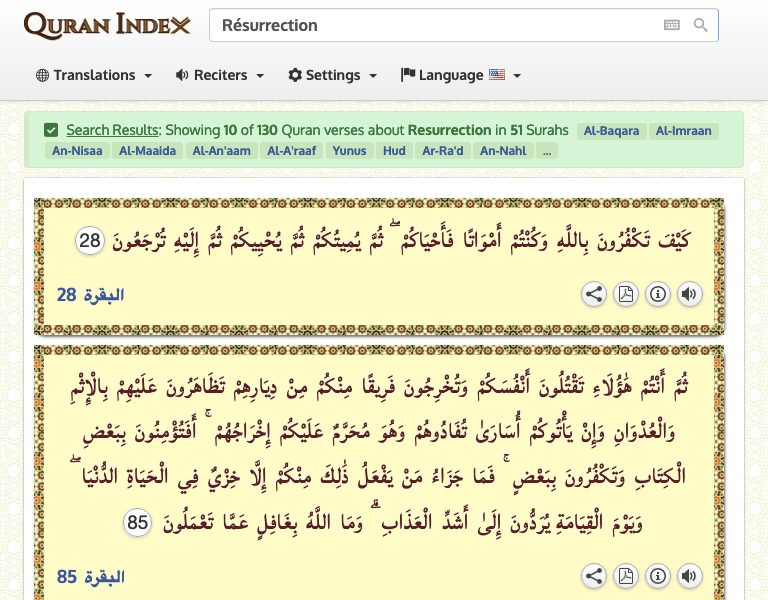 QURAN INDEX
Résurrection
Translations
Reciters
Settings
Language
Search Results: Showing 10 of 130 Quran verses about Resurrection in 51 Surahs Al-Baqara Al-Imraan
An-Nisaa Al-Maaida Al-An'aam Al-A'raaf Yunus Hud Ar-Ra'd An-Nahl ...
كَيْفَ تَكْفُرُونَ بِاللَّهِ وَكُنْتُمْ أَمْوَاتًا فَأَحْيَاكُمْ ۖ ثُمَّ يُمِيتُكُمْ ثُمَّ يُحْيِيكُمْ ثُمَّ إِلَيْهِ تُرْجَعُونَ 28
البقرة 28
ثُمَّ أَنْتُمْ هَٰؤُلَاءِ تَقْتُلُونَ أَنْفُسَكُمْ وَتُخْرِجُونَ فَرِيقًا مِنْكُمْ مِنْ دِيَارِهِمْ تَظَاهَرُونَ عَلَيْهِمْ بِالْإِثْمِ
وَالْعُدْوَانِ وَإِنْ يَأْتُوكُمْ أُسَارَىٰ تُفَادُوهُمْ وَهُوَ مُحَرَّمٌ عَلَيْكُمْ إِخْرَاجُهُمْ ۚ أَفَتُؤْمِنُونَ بِبَعْضِ
الْكِتَابِ وَتَكْفُرُونَ بِبَعْضٍ ۚ فَمَا جَزَاءُ مَنْ يَفْعَلُ ذَٰلِكَ مِنْكُمْ إِلَّا خِزْيٌ فِي الْحَيَاةِ الدُّنْيَا ۖ
وَيَوْمَ الْقِيَامَةِ يُرَدُّونَ إِلَىٰ أَشَدِّ الْعَذَابِ ۗ وَمَا اللَّهُ بِغَافِلٍ عَمَّا تَعْمَلُونَ 85
البقرة 85